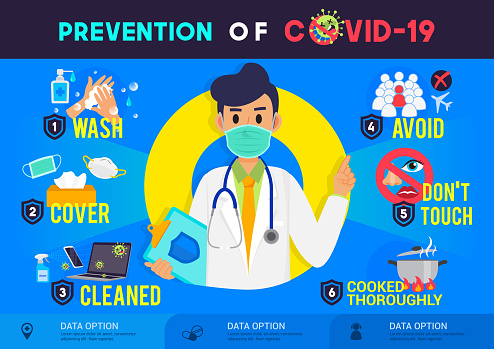 PREVENTION OF COVID-19
1 WASH
2 COVER
3 CLEANED
4 AVOID
5 DON'T
TOUCH
6 COOKED
THOROUGHLY
DATA OPTION
DATA OPTION
DATA OPTION